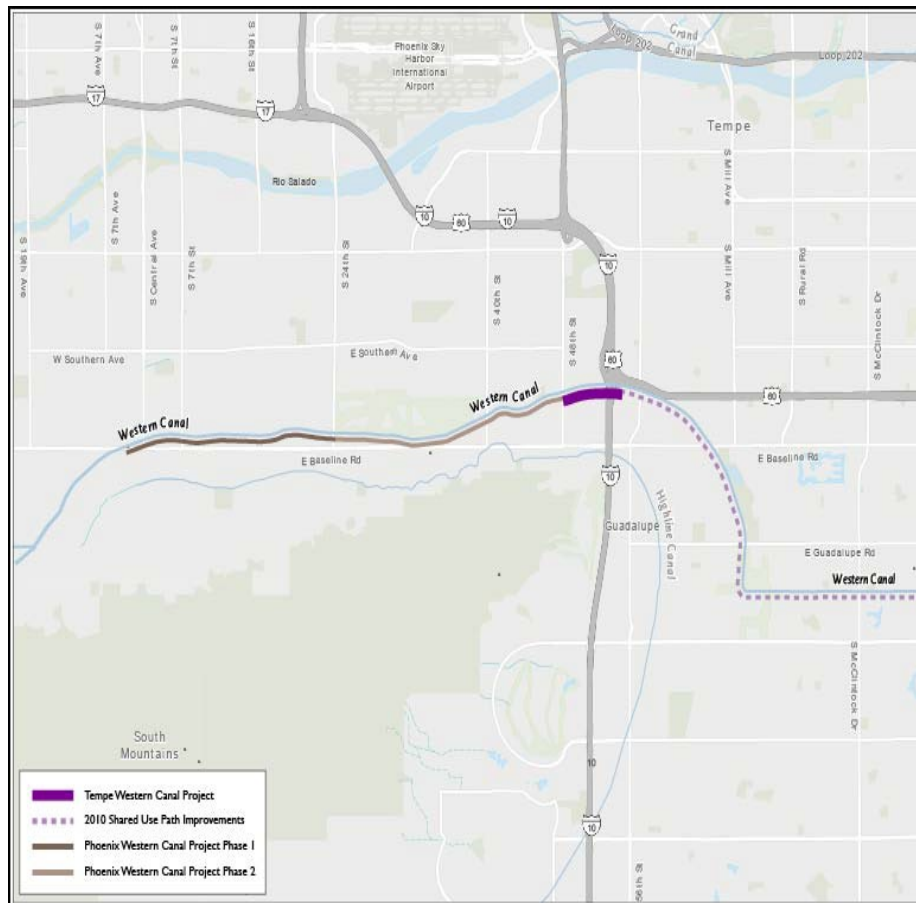 S 7th Ave
S 7th St
S 16th St
Phoenix Sky
Harbor
International
Airport
Grand
Canal
Loop 202
Loop 202
17
17
Tempe
Rio Salado
S Mill Ave
10
60
10
S 19th Ave
S 7th Ave
S Central Ave
S 7th St
S 24th St
S 40th St
S 48th St
10
S Mill Ave
S Rural Rd
S McClintock Dr
W Southern Ave
E Southern Ave
60
60
Western Canal
Western Canal
E Baseline Rd
E Baseline Rd
10
Highline Canal
Guadalupe
E Guadalupe Rd
Western Canal
S McClintock Dr
South
Mountains
10
10
56th St
Tempe Western Canal Project
2010 Shared Use Path Improvements
Phoenix Western Canal Project Phase 1
Phoenix Western Canal Project Phase 2